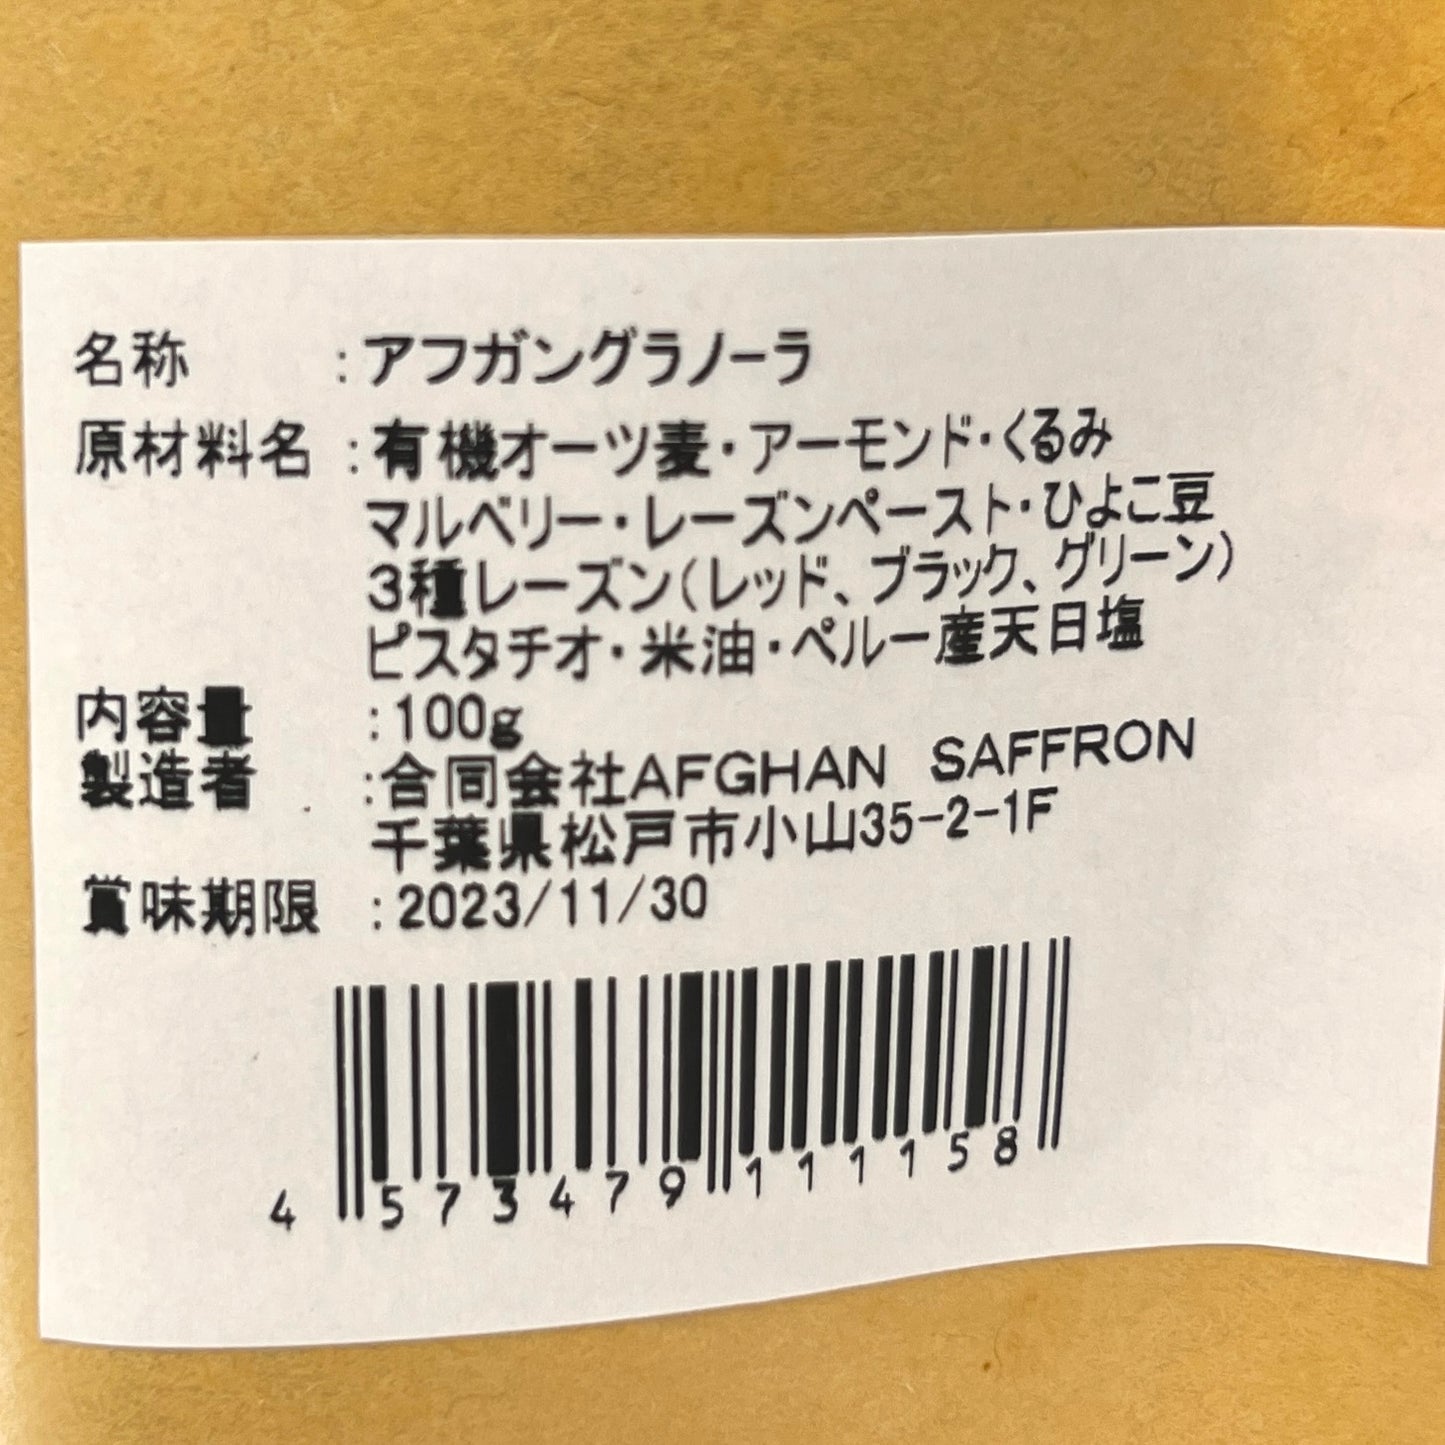 名称 :アフガングラノーラ
原材料名 :有機オーツ麦・アーモンド・くるみ
マルベリー・レーズンペースト・ひよこ豆
3種レーズン(レッド、ブラック、グリーン)
ピスタチオ・米油・ペルー産天日塩
内容量 :100g
製造者 :合同会社AFGHAN SAFFRON
千葉県松戸市小山35-2-1F
賞味期限 :2023/11/30
4 573479 111158